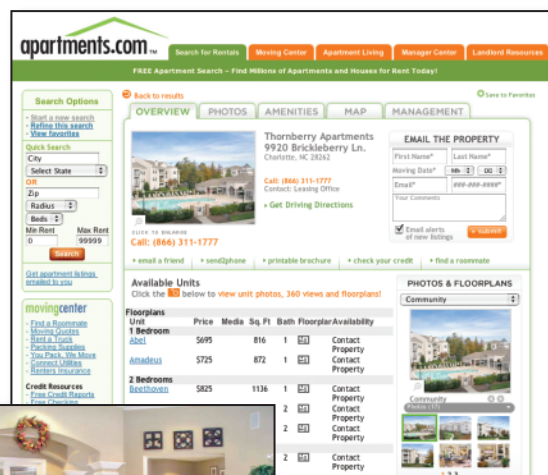 apartments.com TM
Search for Rentals
Moving Center
Apartment Living
Manager Center
Landlord Resources
FREE Apartment Search - Find Millions of Apartments and Houses for Rent Today!
Search Options
Start a new search
Refine this search
View favorites
Quick Search
City
Select State
OR
Zip
Radius
Beds
Min Rent Max Rent
0 99999
Search
Get apartment listings
emailed to you
movingcenter
Find a Roommate
Moving Quotes
Rent a Truck
Packing Supplies
You Pack, We Move
Connect Utilities
Renters Insurance
Credit Resources
Free Credit Reports
Free Checking
Back to results
Save to Favorites
OVERVIEW
PHOTOS
AMENITIES
MAP
MANAGEMENT
Thornberry Apartments
9920 Brickleberry Ln.
Charlotte, NC 28262
Call: (866) 311-1777
Contact: Leasing Office
Get Driving Directions
CLICK TO ENLARGE
Call: (866) 311-1777
EMAIL THE PROPERTY
First Name* Last Name*
Moving Date* Mth DD
Email* ###-###-####*
Your Comments
Email alerts
of new listings
submit
email a friend
send2phone
printable brochure
check your credit
find a roommate
Available Units
Click the below to view unit photos, 360 views and floorplans!
Floorplans
Unit Price Media Sq. Ft Bath Floorplan Availability
1 Bedroom
Abel $695 816 1 Contact
Property
Amadeus $725 872 1 Contact
Property
2 Bedrooms
Beethoven $825 1136 1 Contact
Property
2 Contact
Property
2 Contact
Property
2 Contact
Property
PHOTOS & FLOORPLANS
Community
Community
Photos (17)
1 2 3